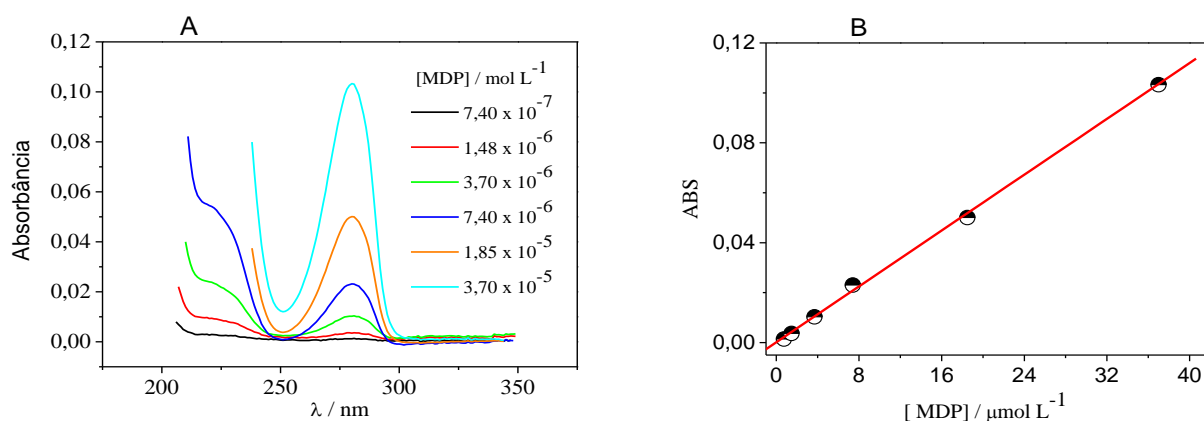 A
0,12
0,10
0,08
0,06
0,04
0,02
0,00
Absorbância
200
250
300
350
λ / nm
[MDP] / mol L⁻¹
7,40 x 10⁻⁷
1,48 x 10⁻⁶
3,70 x 10⁻⁶
7,40 x 10⁻⁶
1,85 x 10⁻⁵
3,70 x 10⁻⁵
B
0,12
0,08
0,04
0,00
ABS
0
8
16
24
32
40
[ MDP] / μmol L⁻¹